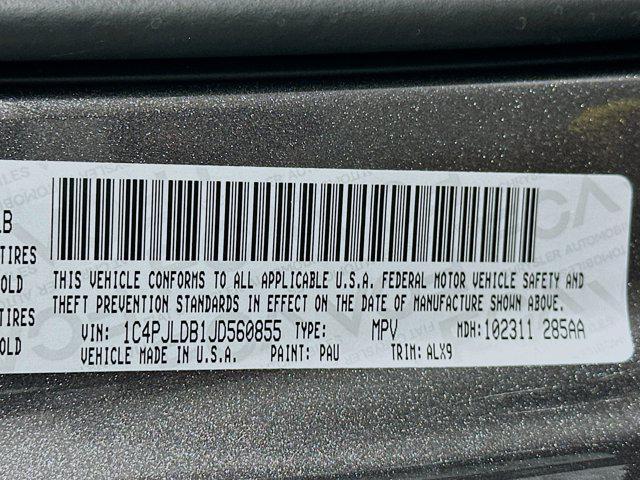 LB
TIRES
THIS VEHICLE CONFORMS TO ALL APPLICABLE U.S.A. FEDERAL MOTOR VEHICLE SAFETY AND
OLD THEFT PREVENTION STANDARDS IN EFFECT ON THE DATE OF MANUFACTURE SHOWN ABOVE.
TIRES VIN: 1C4PJLDB1JD560855 TYPE: MPV MDH:102311 285AA
OLD VEHICLE MADE IN U.S.A. PAINT: PAU TRIM: ALX9